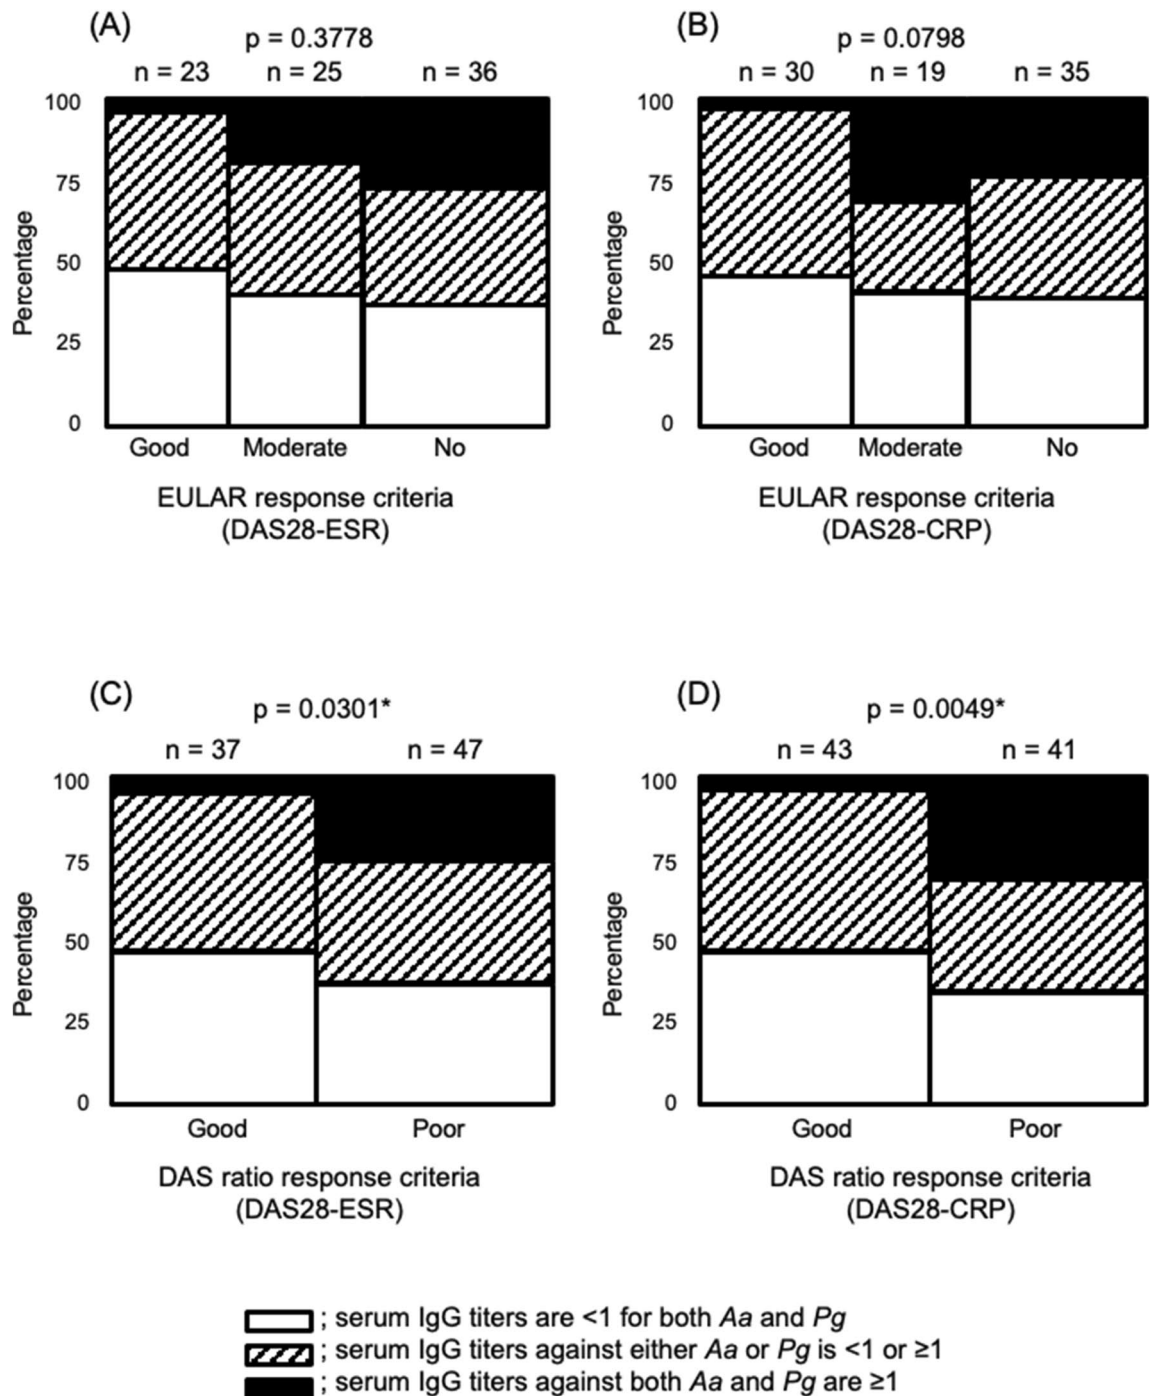 (A)
p = 0.3778
n = 23 n = 25 n = 36
100
75
50
25
0
Percentage
Good Moderate No
EULAR response criteria
(DAS28-ESR)
(B)
p = 0.0798
n = 30 n = 19 n = 35
100
75
50
25
0
Percentage
Good Moderate No
EULAR response criteria
(DAS28-CRP)
(C)
p = 0.0301*
n = 37 n = 47
100
75
50
25
0
Percentage
Good Poor
DAS ratio response criteria
(DAS28-ESR)
(D)
p = 0.0049*
n = 43 n = 41
100
75
50
25
0
Percentage
Good Poor
DAS ratio response criteria
(DAS28-CRP)
; serum IgG titers are <1 for both Aa and Pg
; serum IgG titers against either Aa or Pg is <1 or ≥1
; serum IgG titers against both Aa and Pg are ≥1